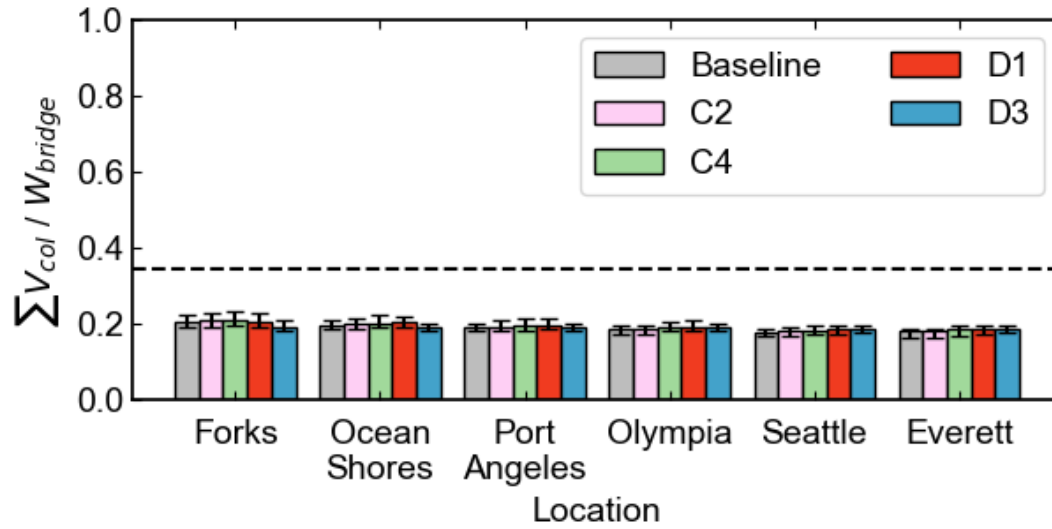 1.0
0.8
0.6
0.4
0.2
0.0
∑V_col / W_bridge
Baseline
C2
C4
D1
D3
Forks
Ocean
Shores
Port
Angeles
Olympia
Seattle
Everett
Location